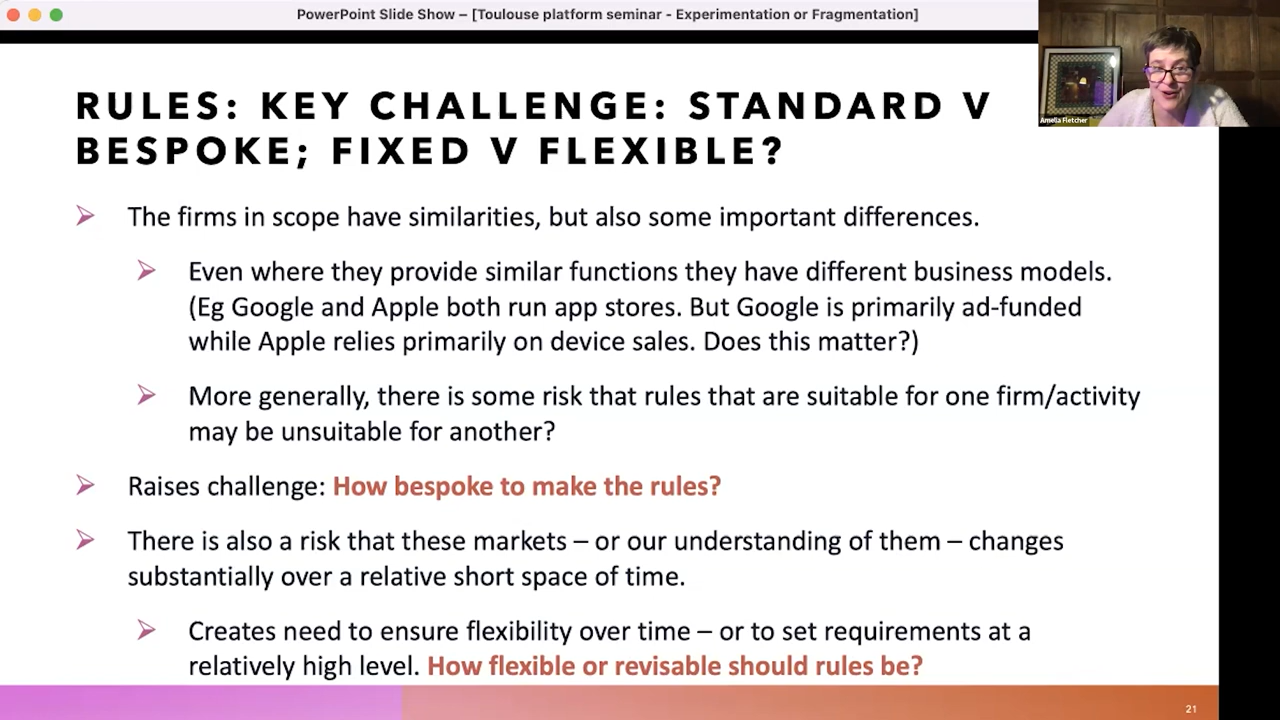 PowerPoint Slide Show – [Toulouse platform seminar - Experimentation or Fragmentation]
Amelia Fletcher
RULES: KEY CHALLENGE: STANDARD V
BESPOKE; FIXED V FLEXIBLE?
The firms in scope have similarities, but also some important differences.
Even where they provide similar functions they have different business models.
(Eg Google and Apple both run app stores. But Google is primarily ad-funded
while Apple relies primarily on device sales. Does this matter?)
More generally, there is some risk that rules that are suitable for one firm/activity
may be unsuitable for another?
Raises challenge: How bespoke to make the rules?
There is also a risk that these markets – or our understanding of them – changes
substantially over a relative short space of time.
Creates need to ensure flexibility over time – or to set requirements at a
relatively high level. How flexible or revisable should rules be?
21